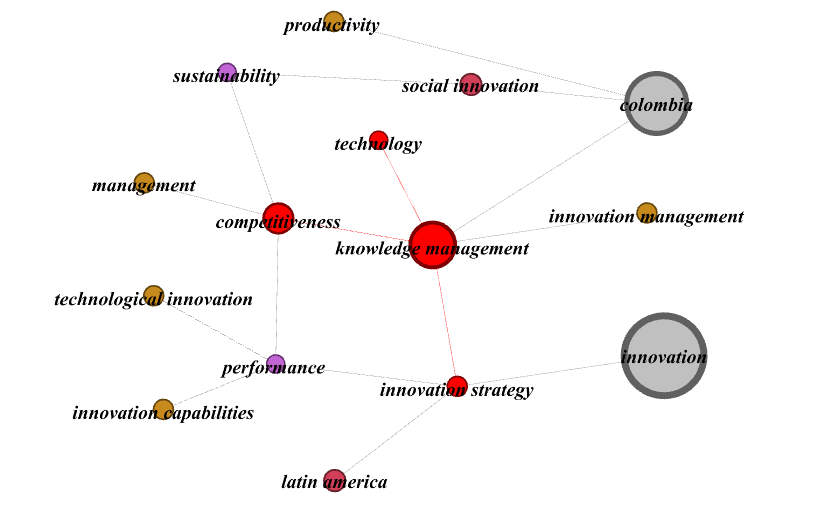 productivity
sustainability
social innovation
colombia
technology
management
competitiveness
innovation management
knowledge management
technological innovation
performance
innovation
innovation strategy
innovation capabilities
latin america